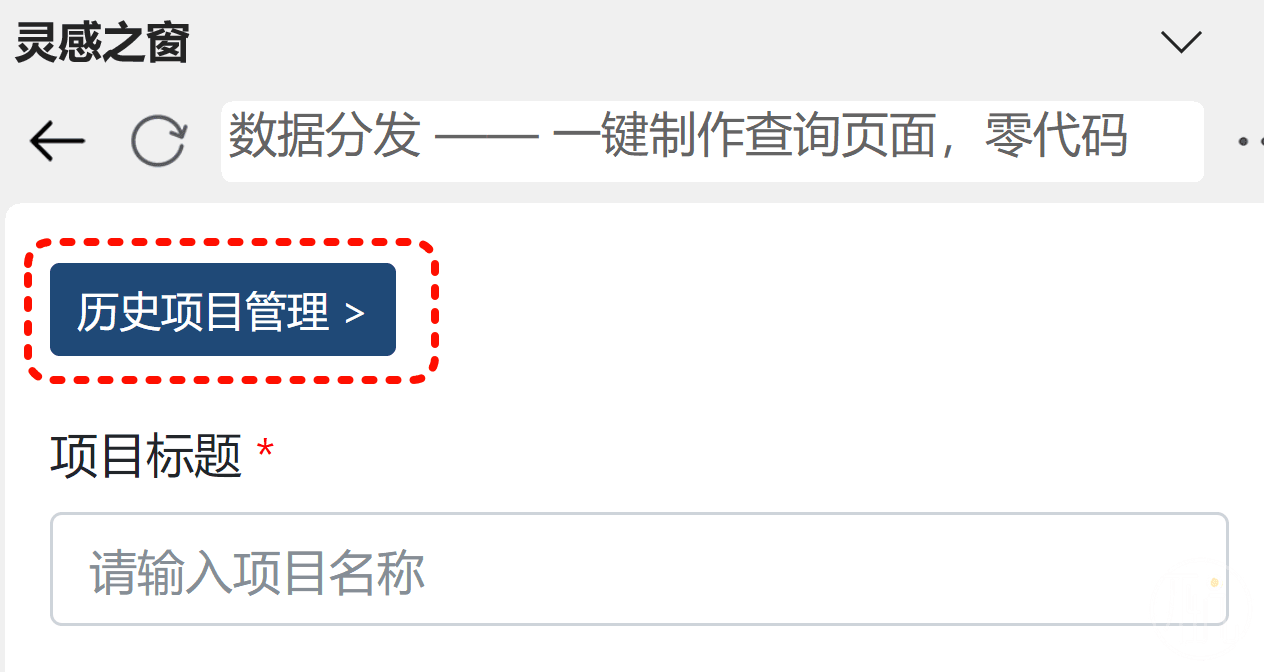 灵感之窗
数据分发 —— 一键制作查询页面，零代码
历史项目管理 >
项目标题 *
请输入项目名称